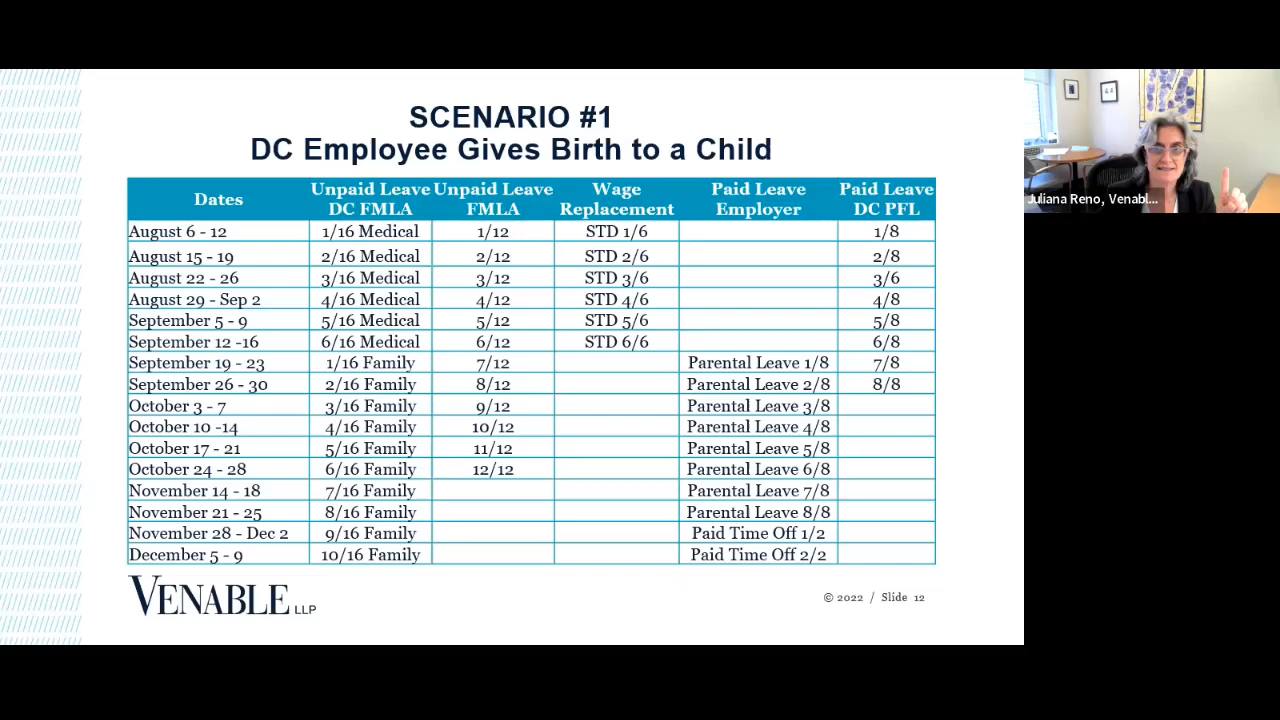 SCENARIO #1
DC Employee Gives Birth to a Child
Dates Unpaid Leave DC FMLA Unpaid Leave FMLA Wage Replacement Paid Leave Employer Paid Leave DC PFL
August 6 - 12 1/16 Medical 1/12 STD 1/6 1/8
August 15 - 19 2/16 Medical 2/12 STD 2/6 2/8
August 22 - 26 3/16 Medical 3/12 STD 3/6 3/6
August 29 - Sep 2 4/16 Medical 4/12 STD 4/6 4/8
September 5 - 9 5/16 Medical 5/12 STD 5/6 5/8
September 12 -16 6/16 Medical 6/12 STD 6/6 6/8
September 19 - 23 1/16 Family 7/12 Parental Leave 1/8 7/8
September 26 - 30 2/16 Family 8/12 Parental Leave 2/8 8/8
October 3 - 7 3/16 Family 9/12 Parental Leave 3/8
October 10 -14 4/16 Family 10/12 Parental Leave 4/8
October 17 - 21 5/16 Family 11/12 Parental Leave 5/8
October 24 - 28 6/16 Family 12/12 Parental Leave 6/8
November 14 - 18 7/16 Family Parental Leave 7/8
November 21 - 25 8/16 Family Parental Leave 8/8
November 28 - Dec 2 9/16 Family Paid Time Off 1/2
December 5 - 9 10/16 Family Paid Time Off 2/2
VENABLE LLP
© 2022 / Slide 12
Juliana Reno, Venabl...